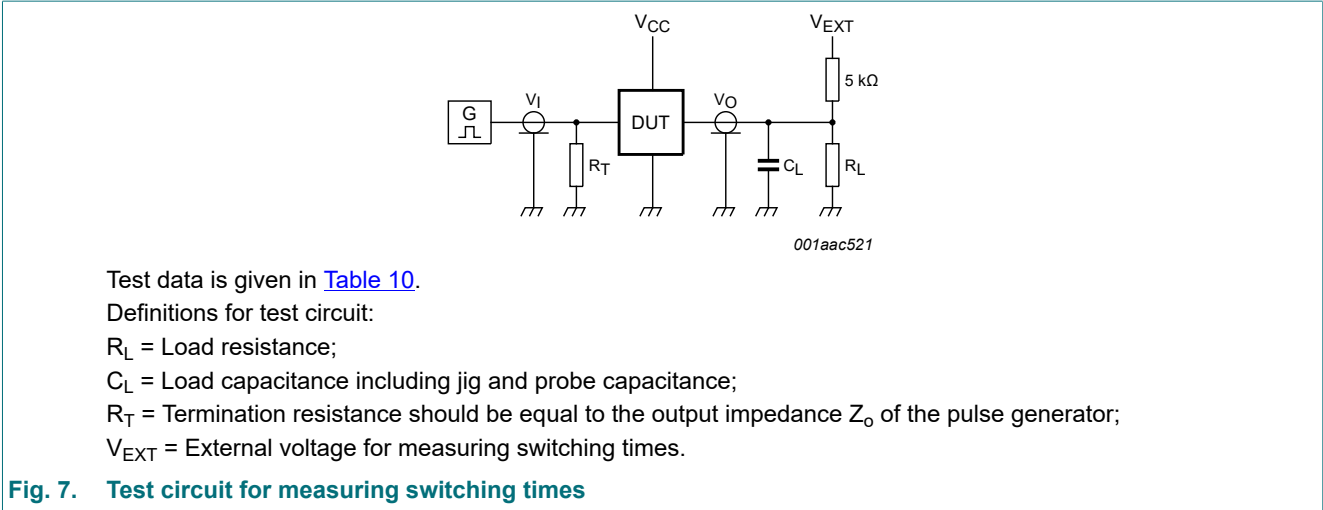 VCC
VEXT
5 kΩ
G
VI
DUT
VO
RT
CL
RL
001aac521
Test data is given in Table 10.
Definitions for test circuit:
RL = Load resistance;
CL = Load capacitance including jig and probe capacitance;
RT = Termination resistance should be equal to the output impedance Zo of the pulse generator;
VEXT = External voltage for measuring switching times.
Fig. 7. Test circuit for measuring switching times